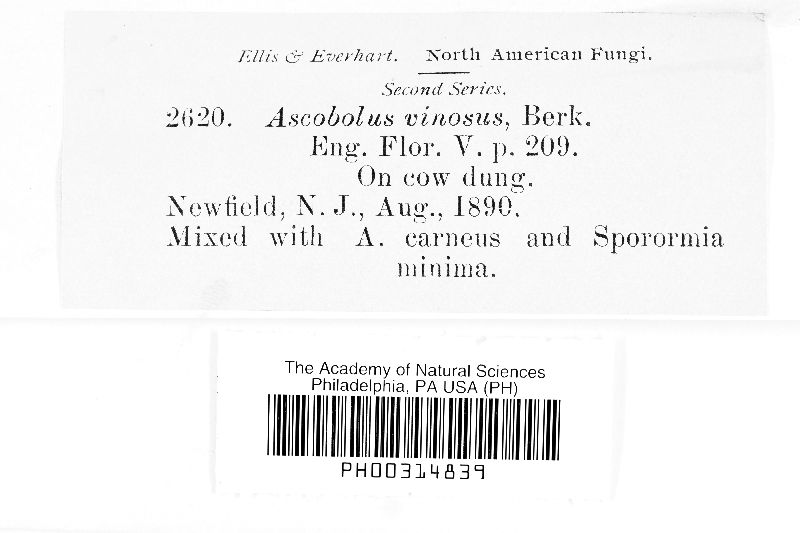 Ellis & Everhart. North American Fungi.
Second Series.
2620. Ascobolus vinosus, Berk.
Eng. Flor. V. p. 209.
On cow dung.
Newfield, N. J., Aug., 1890.
Mixed with A. carneus and Sporormia
minima.
The Academy of Natural Sciences
Philadelphia, PA USA (PH)
PH00314839